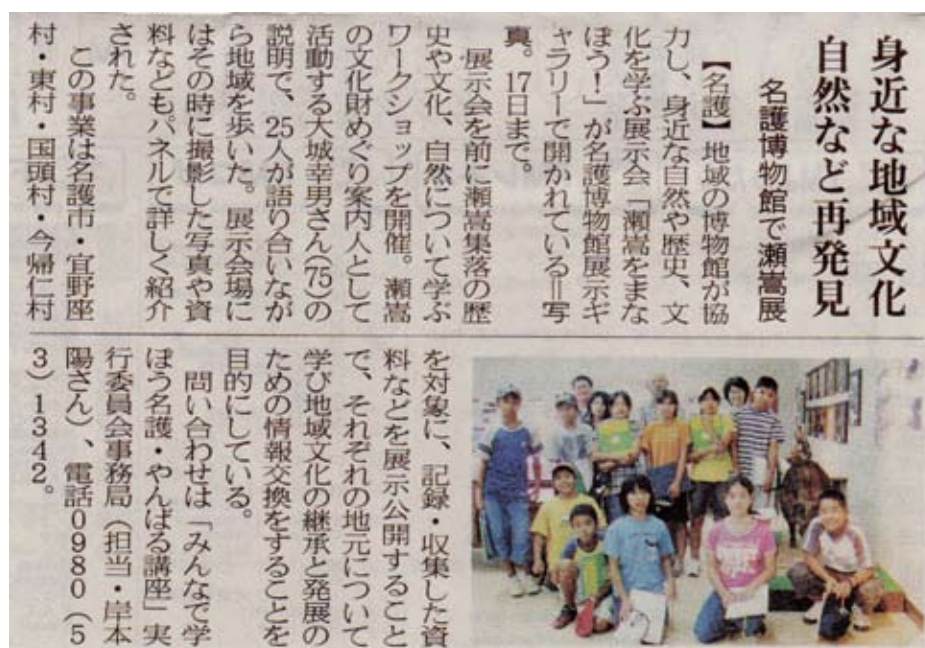 身近な地域文化
自然など再発見
名護博物館で瀬嵩展
【名護】地域の博物館が協
力し、身近な自然や歴史、文
化を学ぶ展示会「瀬嵩をまな
ぼう！」が名護博物館展示ギ
ャラリーで開かれている＝写
真。17日まで。
展示会を前に瀬嵩集落の歴
史や文化、自然について学ぶ
ワークショップを開催。瀬嵩
の文化財めぐり案内人として
活動する大城幸男さん(75)の
説明で、25人が語り合いなが
ら地域を歩いた。展示会場に
はその時に撮影した写真や資
料などもパネルで詳しく紹介
された。
この事業は名護市・宜野座
村・東村・国頭村・今帰仁村
を対象に、記録・収集した資
料などを展示公開すること
で、それぞれの地元について
学び地域文化の継承と発展の
ための情報交換をすることを
目的にしている。
問い合わせは「みんなで学
ぼう名護・やんばる講座」実
行委員会事務局（担当・岸本
陽さん）、電話0980（5
3）1342。